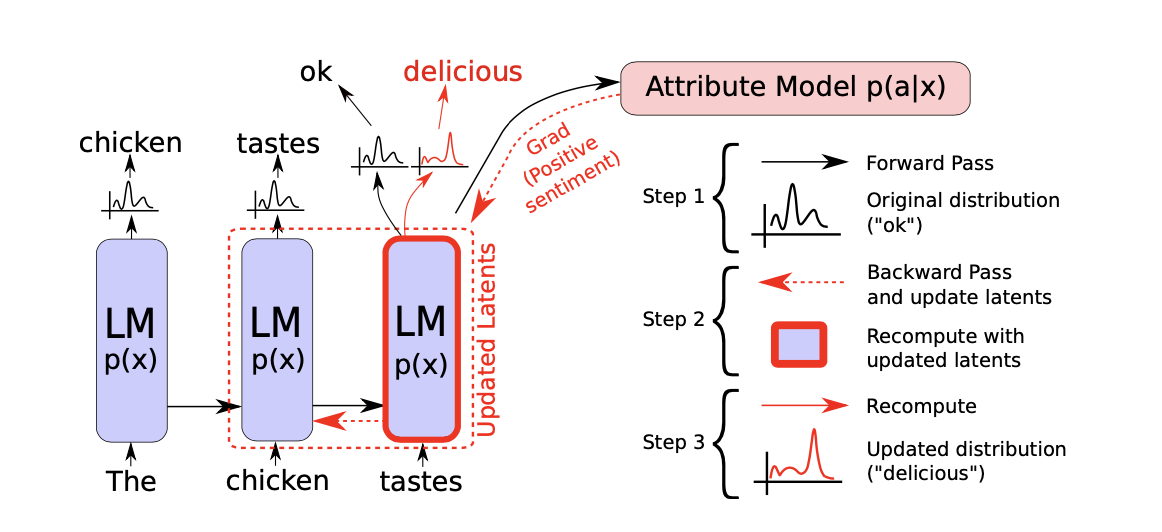 ok
delicious
Attribute Model p(a|x)
chicken
tastes
Grad
(Positive
sentiment)
LM
p(x)
LM
p(x)
LM
p(x)
Updated Latents
The
chicken
tastes
Step 1
Forward Pass
Original distribution
("ok")
Step 2
Backward Pass
and update latents
Recompute with
updated latents
Step 3
Recompute
Updated distribution
("delicious")